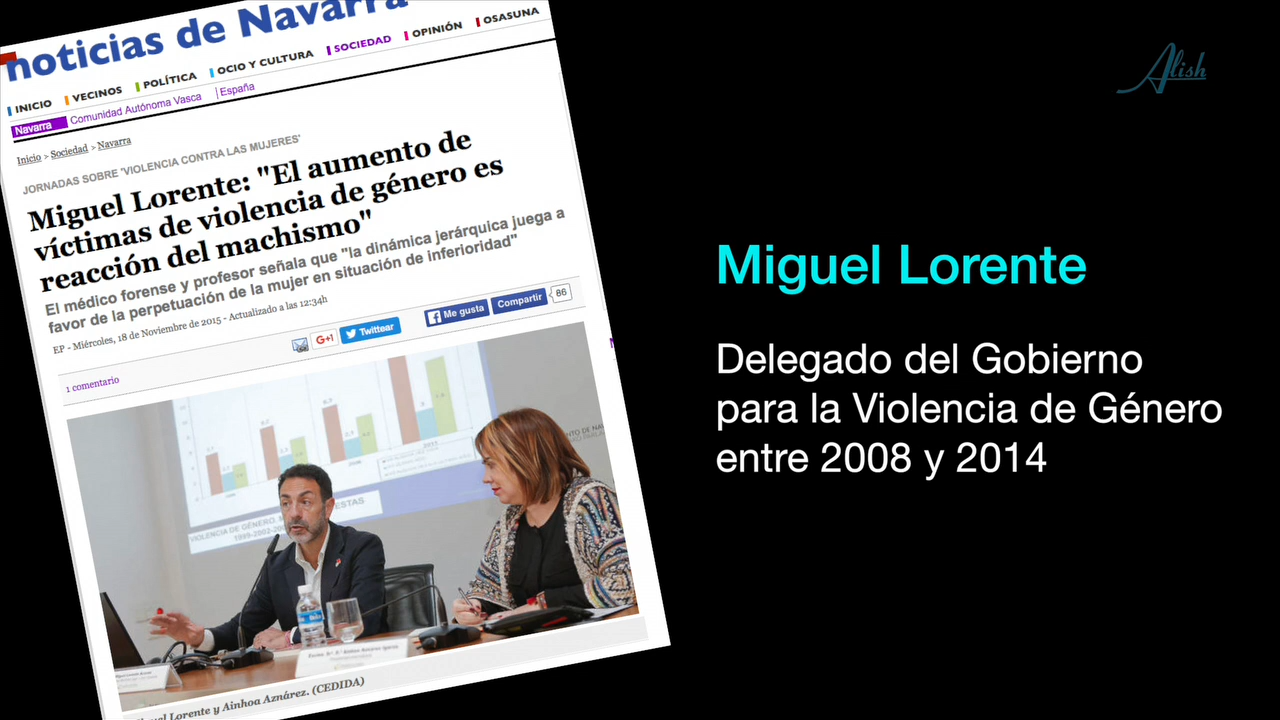 noticias de Navarra
INICIO
VECINOS
POLÍTICA
OCIO Y CULTURA
SOCIEDAD
OPINIÓN
OSASUNA
Navarra
Comunidad Autónoma Vasca
España
Inicio > Sociedad > Navarra
JORNADAS SOBRE 'VIOLENCIA CONTRA LAS MUJERES'
Miguel Lorente: "El aumento de
víctimas de violencia de género es
reacción del machismo"
El médico forense y profesor señala que "la dinámica jerárquica juega a
favor de la perpetuación de la mujer en situación de inferioridad"
EP - Miércoles, 18 de Noviembre de 2015 - Actualizado a las 12:34h
G+1
Twittear
Me gusta
Compartir
86
1 comentario
VIOLENCIA DE GÉNERO,
ESTAS
Lorente y Ainhoa Aznárez. (CEDIDA)
Alish
Miguel Lorente
Delegado del Gobierno
para la Violencia de Género
entre 2008 y 2014